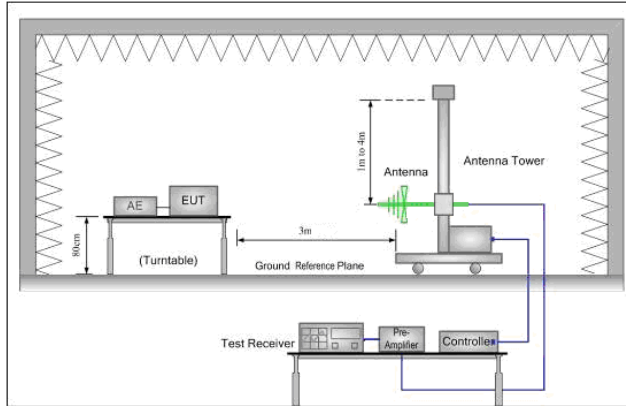 1m to 4m
Antenna
Antenna Tower
AE
EUT
80cm
(Turntable)
3m
Ground Reference Plane
Test Receiver
Pre-
Amplifier
Controlle